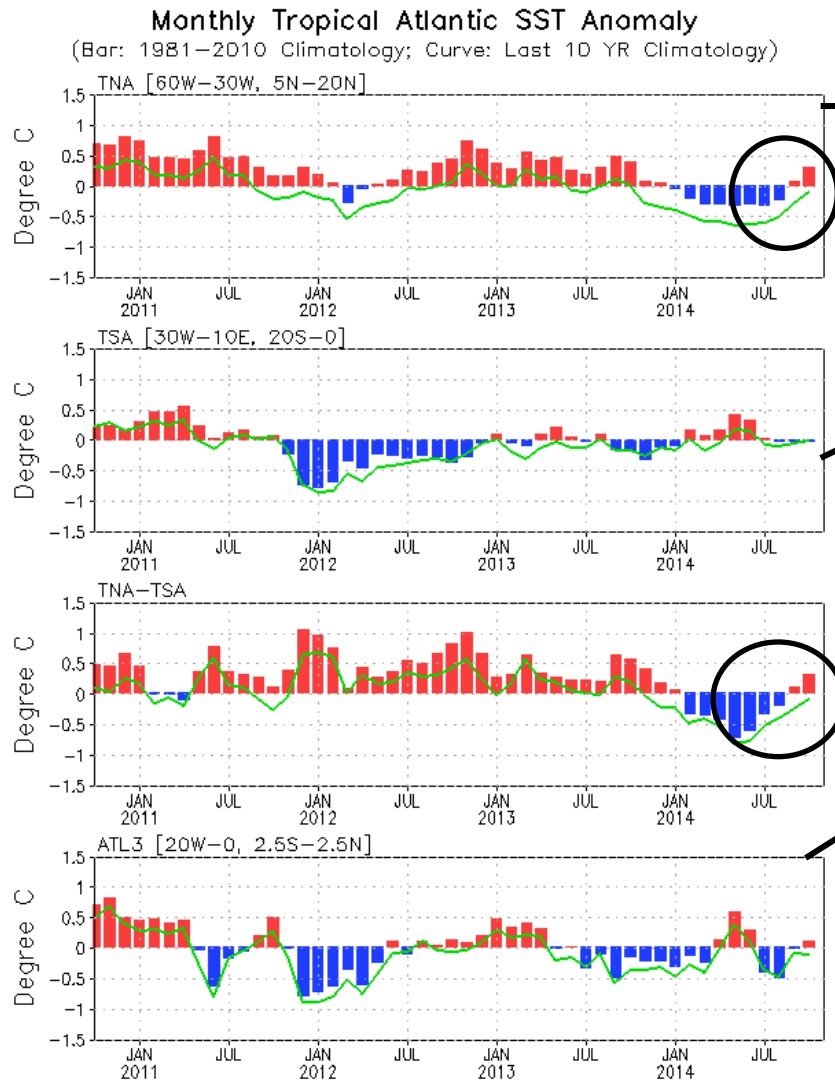 Monthly Tropical Atlantic SST Anomaly
(Bar: 1981−2010 Climatology; Curve: Last 10 YR Climatology)
TNA [60W−30W, 5N−20N]
Degree C
1.5
1
0.5
0
−0.5
−1
−1.5
JAN JUL JAN JUL JAN JUL JAN JUL
2011 2012 2013 2014
TSA [30W−10E, 20S−0]
Degree C
1.5
1
0.5
0
−0.5
−1
−1.5
JAN JUL JAN JUL JAN JUL JAN JUL
2011 2012 2013 2014
TNA−TSA
Degree C
1.5
1
0.5
0
−0.5
−1
−1.5
JAN JUL JAN JUL JAN JUL JAN JUL
2011 2012 2013 2014
ATL3 [20W−0, 2.5S−2.5N]
Degree C
1.5
1
0.5
0
−0.5
−1
−1.5
JAN JUL JAN JUL JAN JUL JAN JUL
2011 2012 2013 2014